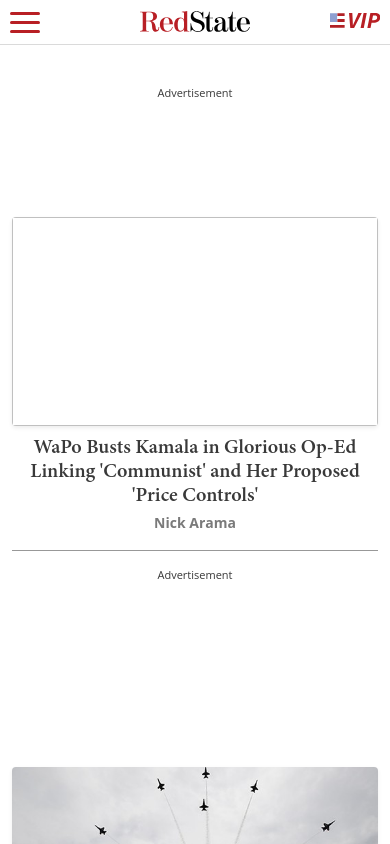 RedState
VIP
Advertisement
WaPo Busts Kamala in Glorious Op-Ed
Linking 'Communist' and Her Proposed
'Price Controls'
Nick Arama
Advertisement